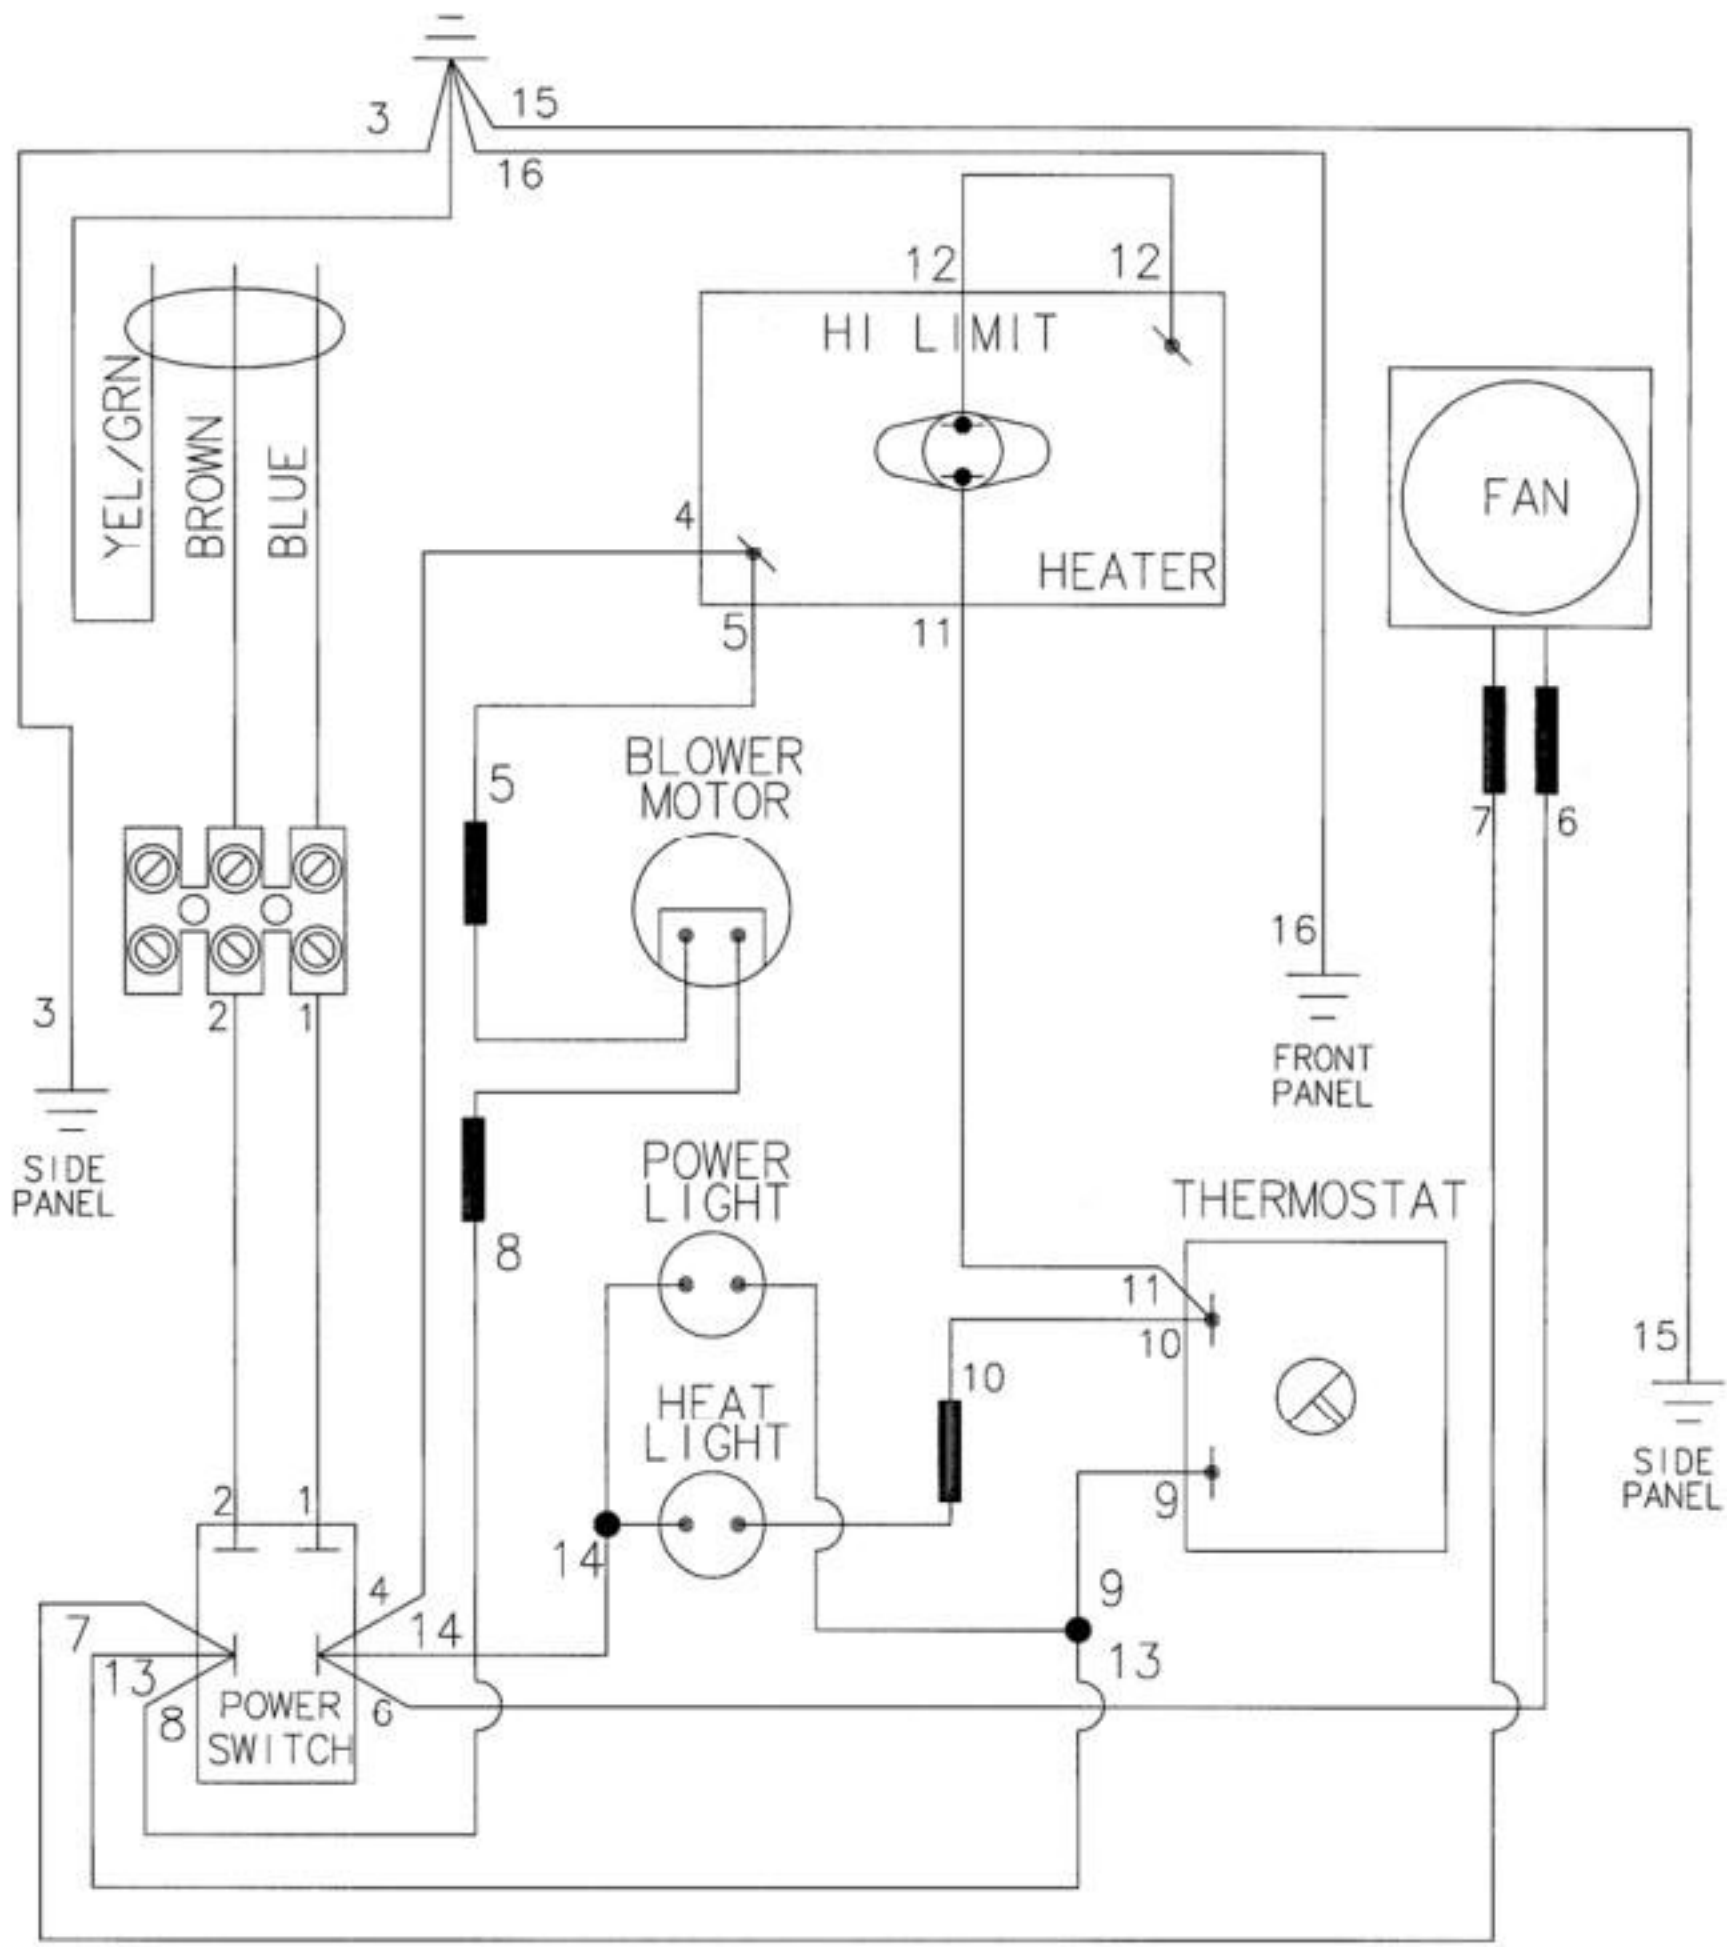 3
15
16
12
12
HI LIMIT
YEL/GRN
BROWN
BLUE
4
HEATER
FAN
5
11
BLOWER
MOTOR
5
7
6
16
3
2
1
FRONT
PANEL
SIDE
PANEL
POWER
LIGHT
THERMOSTAT
8
11
10
15
10
HEAT
LIGHT
SIDE
PANEL
2
1
9
14
4
9
7
14
13
13
8
6
POWER
SWITCH